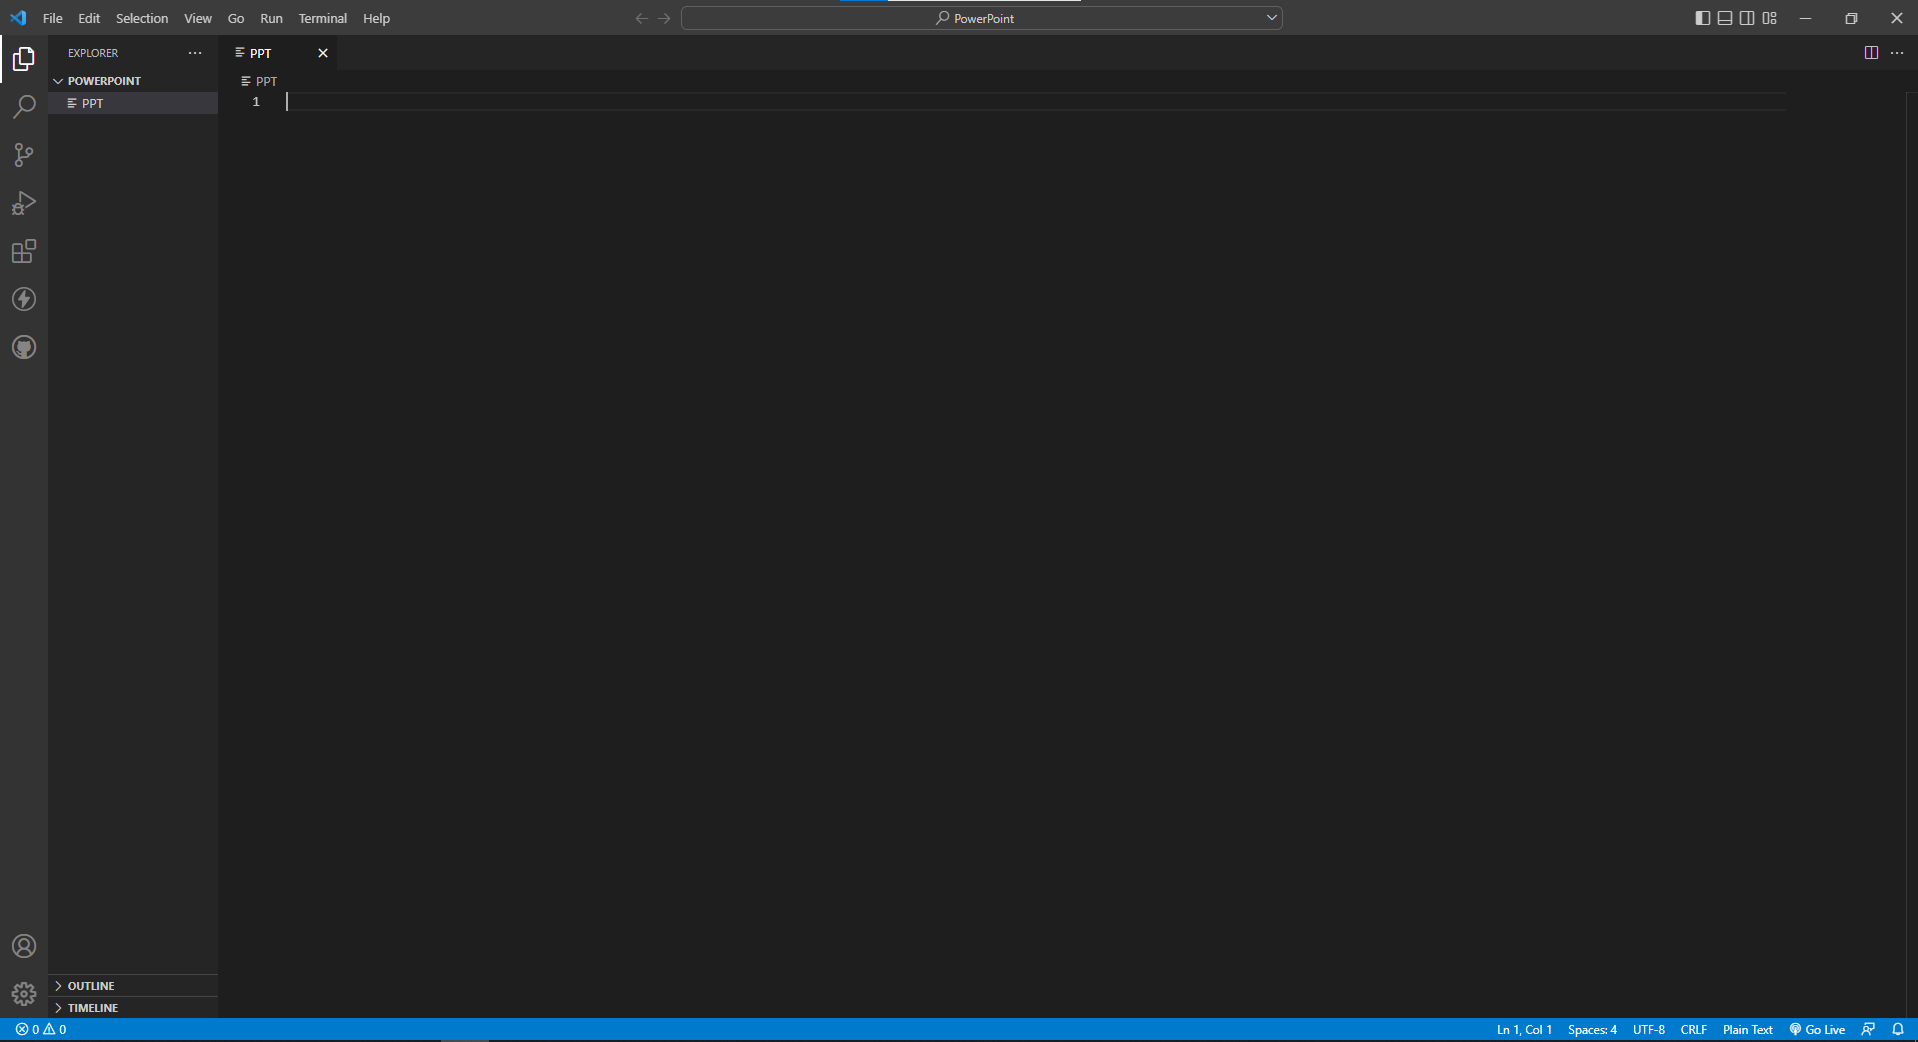 File Edit Selection View Go Run Terminal Help
PowerPoint
EXPLORER
POWERPOINT
PPT
PPT
PPT
1
OUTLINE
TIMELINE
0 0
Ln 1, Col 1 Spaces: 4 UTF-8 CRLF Plain Text Go Live